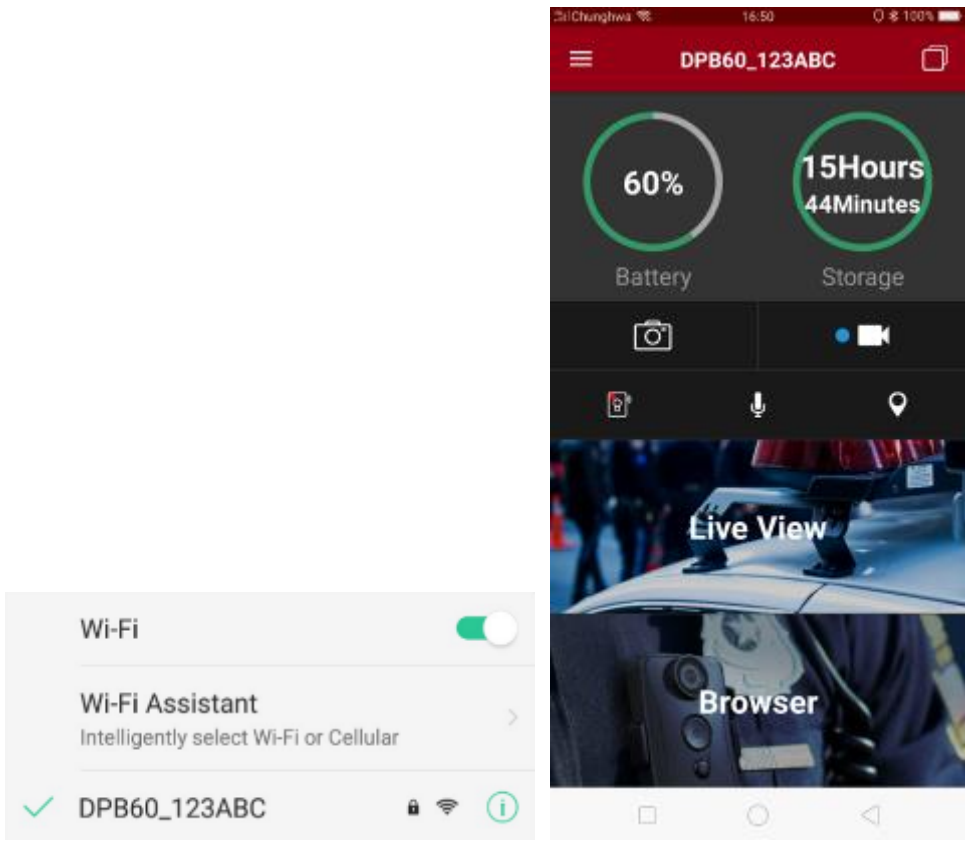 Wi-Fi
Wi-Fi Assistant
Intelligently select Wi-Fi or Cellular
DPB60_123ABC
Chunghwa 16:50 100%
DPB60_123ABC
60%
15Hours
44Minutes
Battery Storage
Live View
Browser